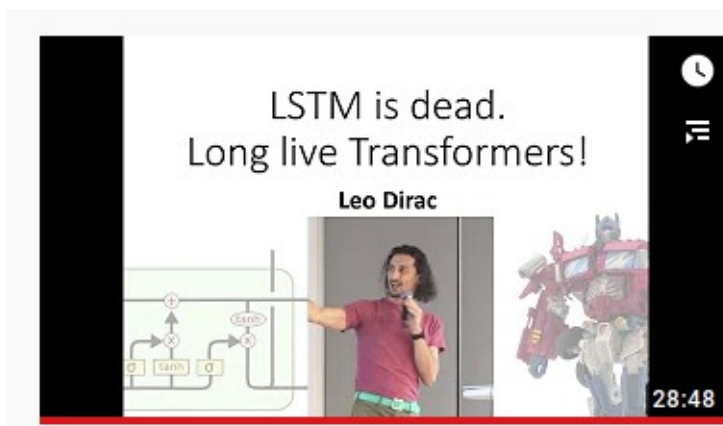 LSTM is dead.
Long live Transformers!
Leo Dirac
+
tanh
x
x
σ
tanh
σ
28:48